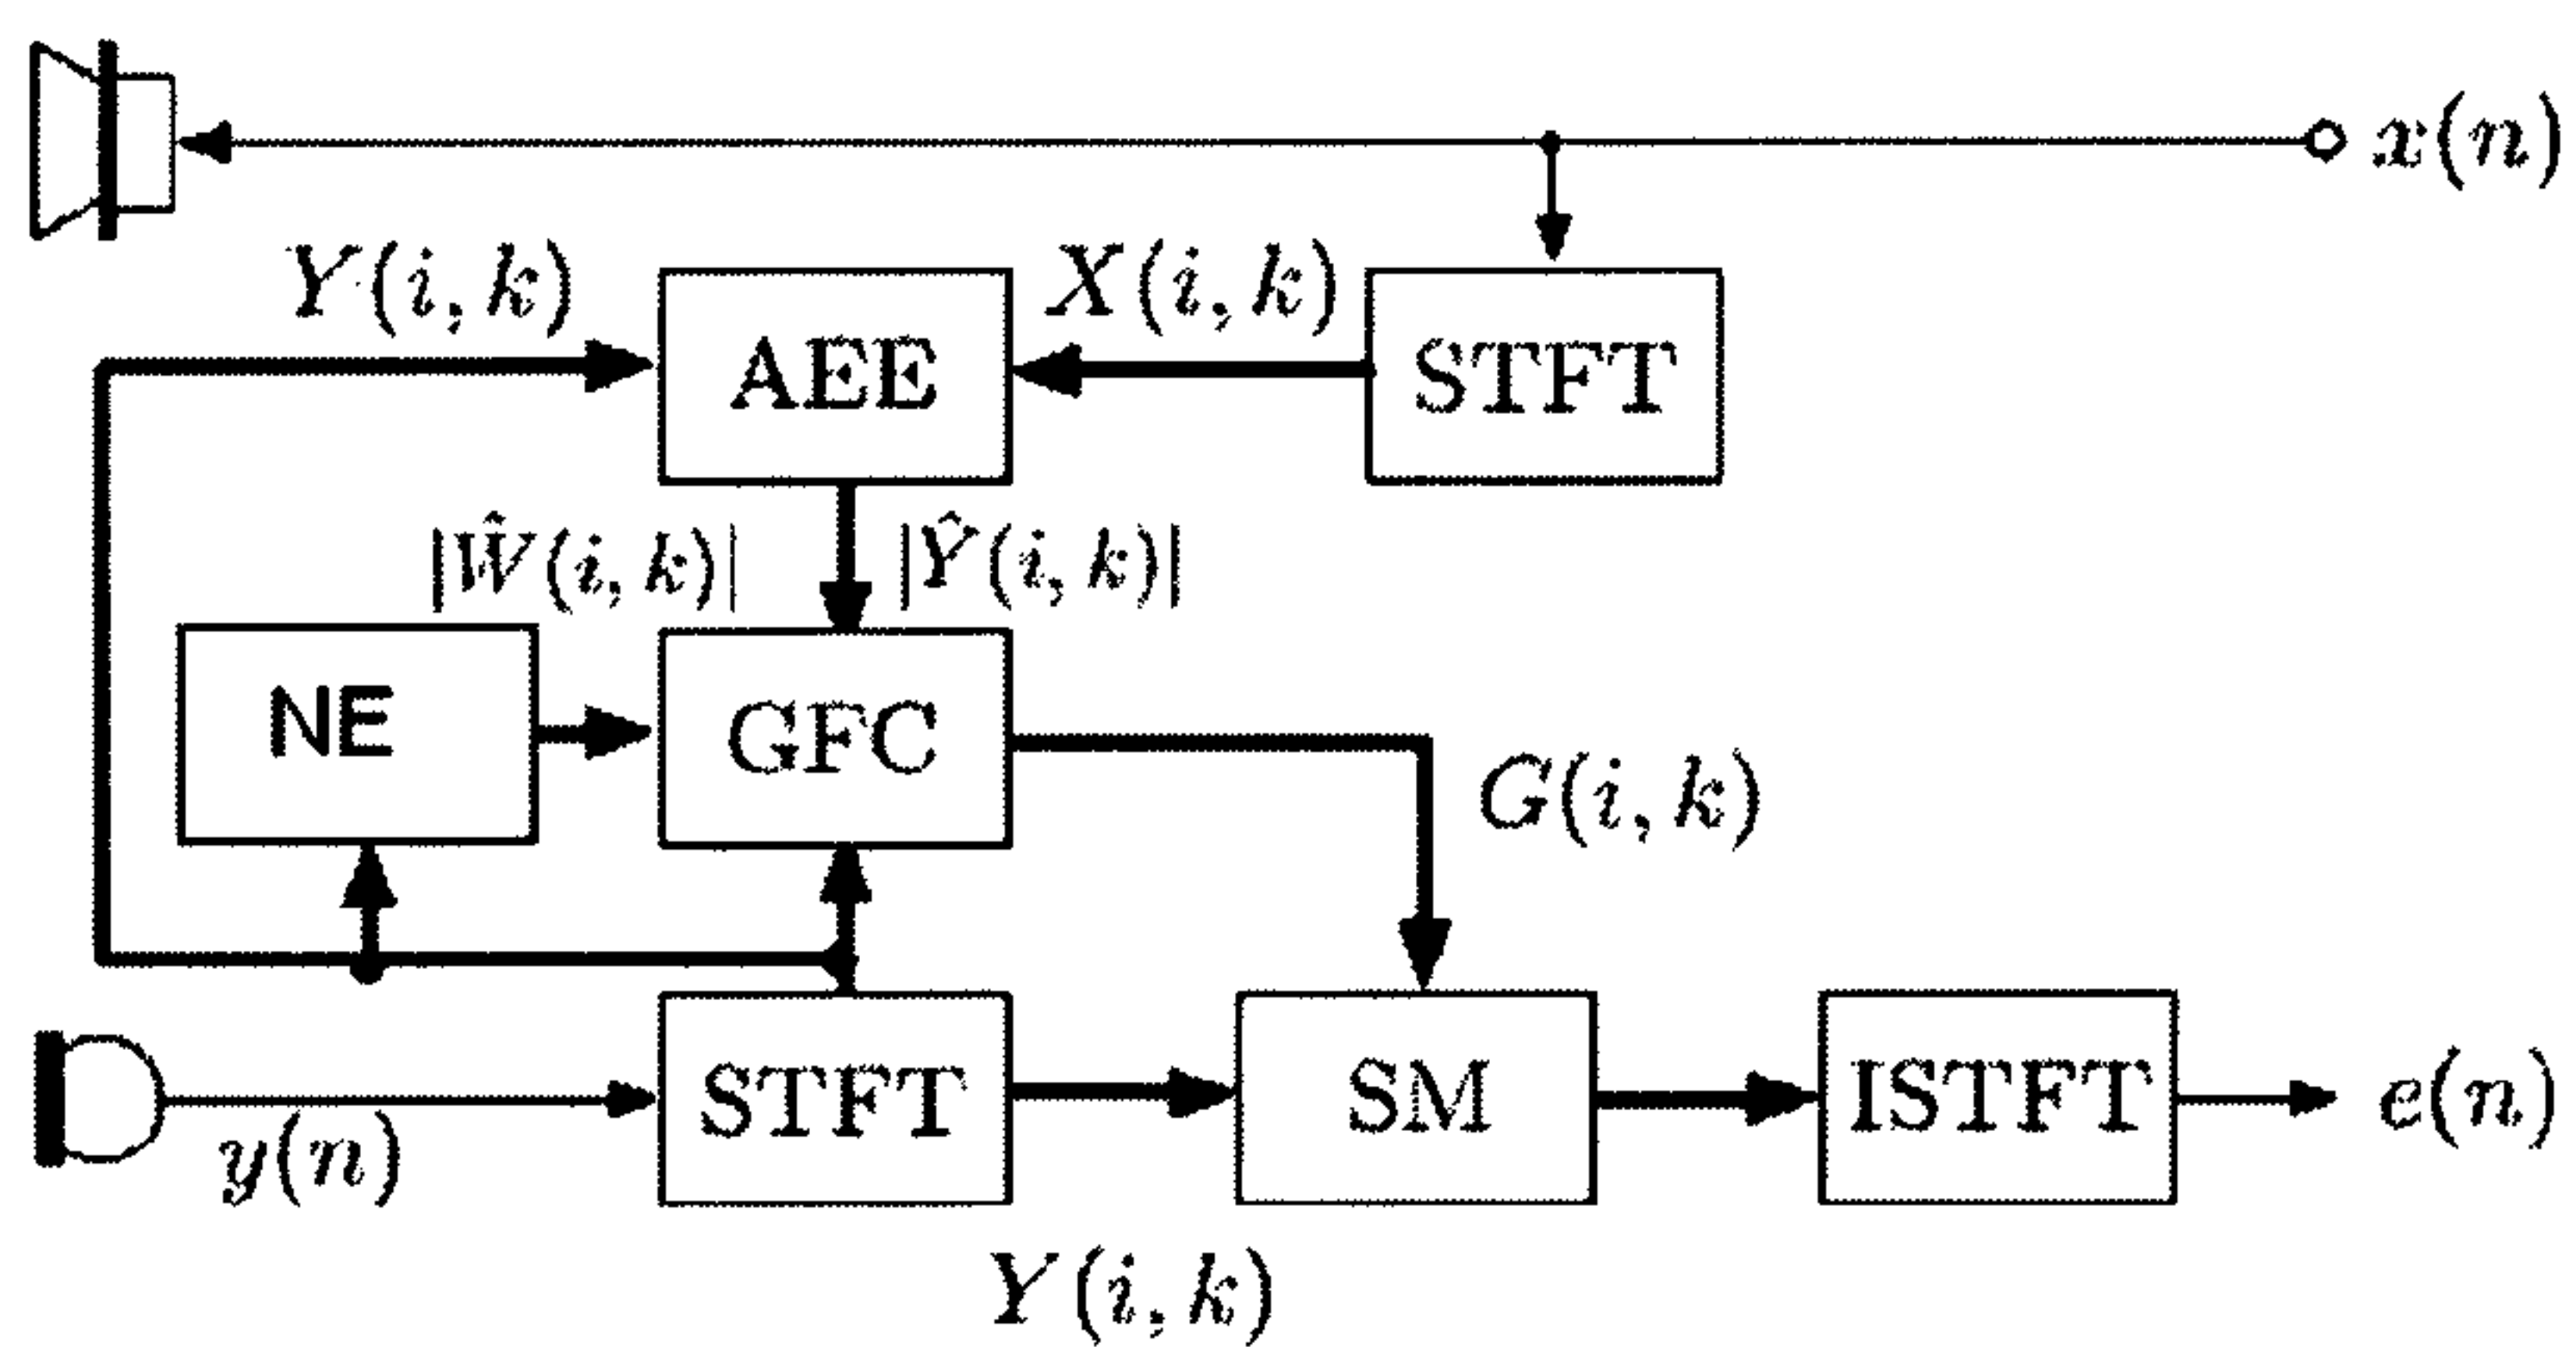 x(n)
Y(i, k)
X(i, k)
AEE
STFT
|Ŵ(i, k)|
|Ŷ(i, k)|
NE
GFC
G(i, k)
STFT
SM
ISTFT
e(n)
y(n)
Y(i, k)